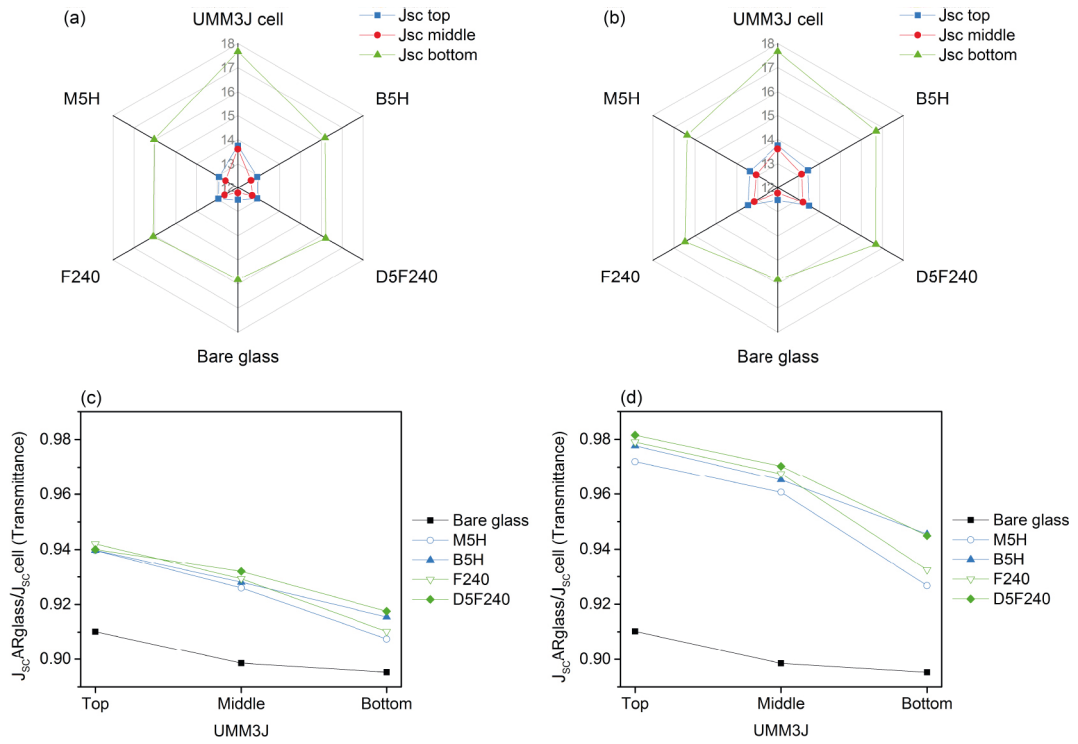 (a)
UMM3J cell
Jsc top
Jsc middle
Jsc bottom
18
17
16
15
14
13
12
M5H
B5H
F240
D5F240
Bare glass
(b)
UMM3J cell
Jsc top
Jsc middle
Jsc bottom
18
17
16
15
14
13
12
M5H
B5H
F240
D5F240
Bare glass
(c)
0.98
0.96
0.94
0.92
0.90
JSCARglass/JSCcell (Transmittance)
Top Middle Bottom
UMM3J
Bare glass
M5H
B5H
F240
D5F240
(d)
0.98
0.96
0.94
0.92
0.90
JSCARglass/JSCcell (Transmittance)
Top Middle Bottom
UMM3J
Bare glass
M5H
B5H
F240
D5F240